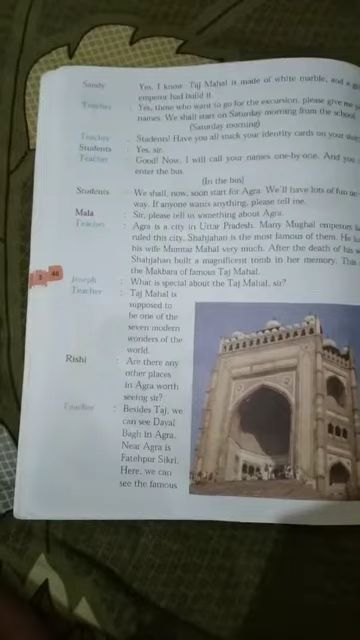 Sandy : Yes, I know. Taj Mahal is made of white marble, and a
emperor had build it.
Teacher : Yes, those who want to go for the excursion, please give me
names. We shall start on Saturday morning from the school.
(Saturday morning)
Teacher : Students! Have you all stuck your identity cards on your
Students : Yes, sir.
Teacher : Good! Now, I will call your names one-by-one. And you
enter the bus.
(In the bus)
Students : We shall, now, soon start for Agra. We'll have lots of fun
way. If anyone wants anything, please tell me.
Mala : Sir, please tell us something about Agra.
Teacher : Agra is a city in Uttar Pradesh. Many Mughal emperors
ruled this city. Shahjahan is the most famous of them. He
his wife Mumtaz Mahal very much. After the death of his
Shahjahan built a magnificent tomb in her memory. This
the Makbara of famous Taj Mahal.
Joseph : What is special about the Taj Mahal, sir?
Teacher : Taj Mahal is
supposed to
be one of the
seven modern
wonders of the
world.
Rishi : Are there any
other places
in Agra worth
seeing sir?
Teacher : Besides Taj, we
can see Dayal
Bagh in Agra.
Near Agra is
Fatehpur Sikri.
Here, we can
see the famous